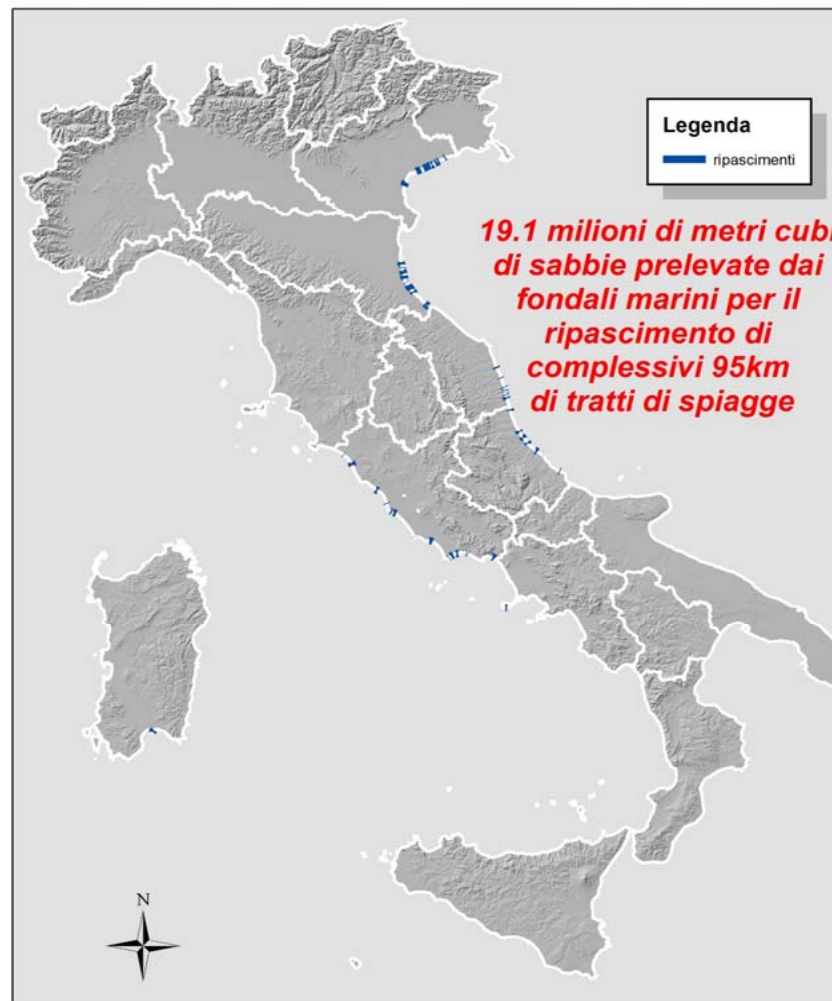 Legenda
ripascimenti
19.1 milioni di metri cubi
di sabbie prelevate dai
fondali marini per il
ripascimento di
complessivi 95km
di tratti di spiagge
N